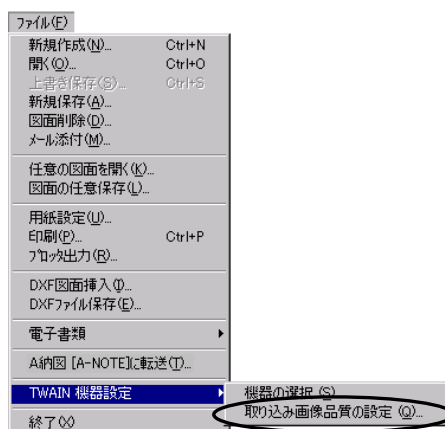 ファイル(F)
新規作成(N)... Ctrl+N
開く(O)... Ctrl+O
上書き保存(S)... Ctrl+S
新規保存(A)...
図面削除(D)...
メール添付(M)...
任意の図面を開く(K)...
図面の任意保存(L)...
用紙設定(U)...
印刷(P)... Ctrl+P
プロッタ出力(R)...
DXF図面挿入(I)...
DXFファイル保存(E)...
電子書類
A納図 [A-NOTE]に転送(T)...
TWAIN 機器設定
機器の選択 (S)
取り込み画像品質の設定 (Q)...
終了(X)